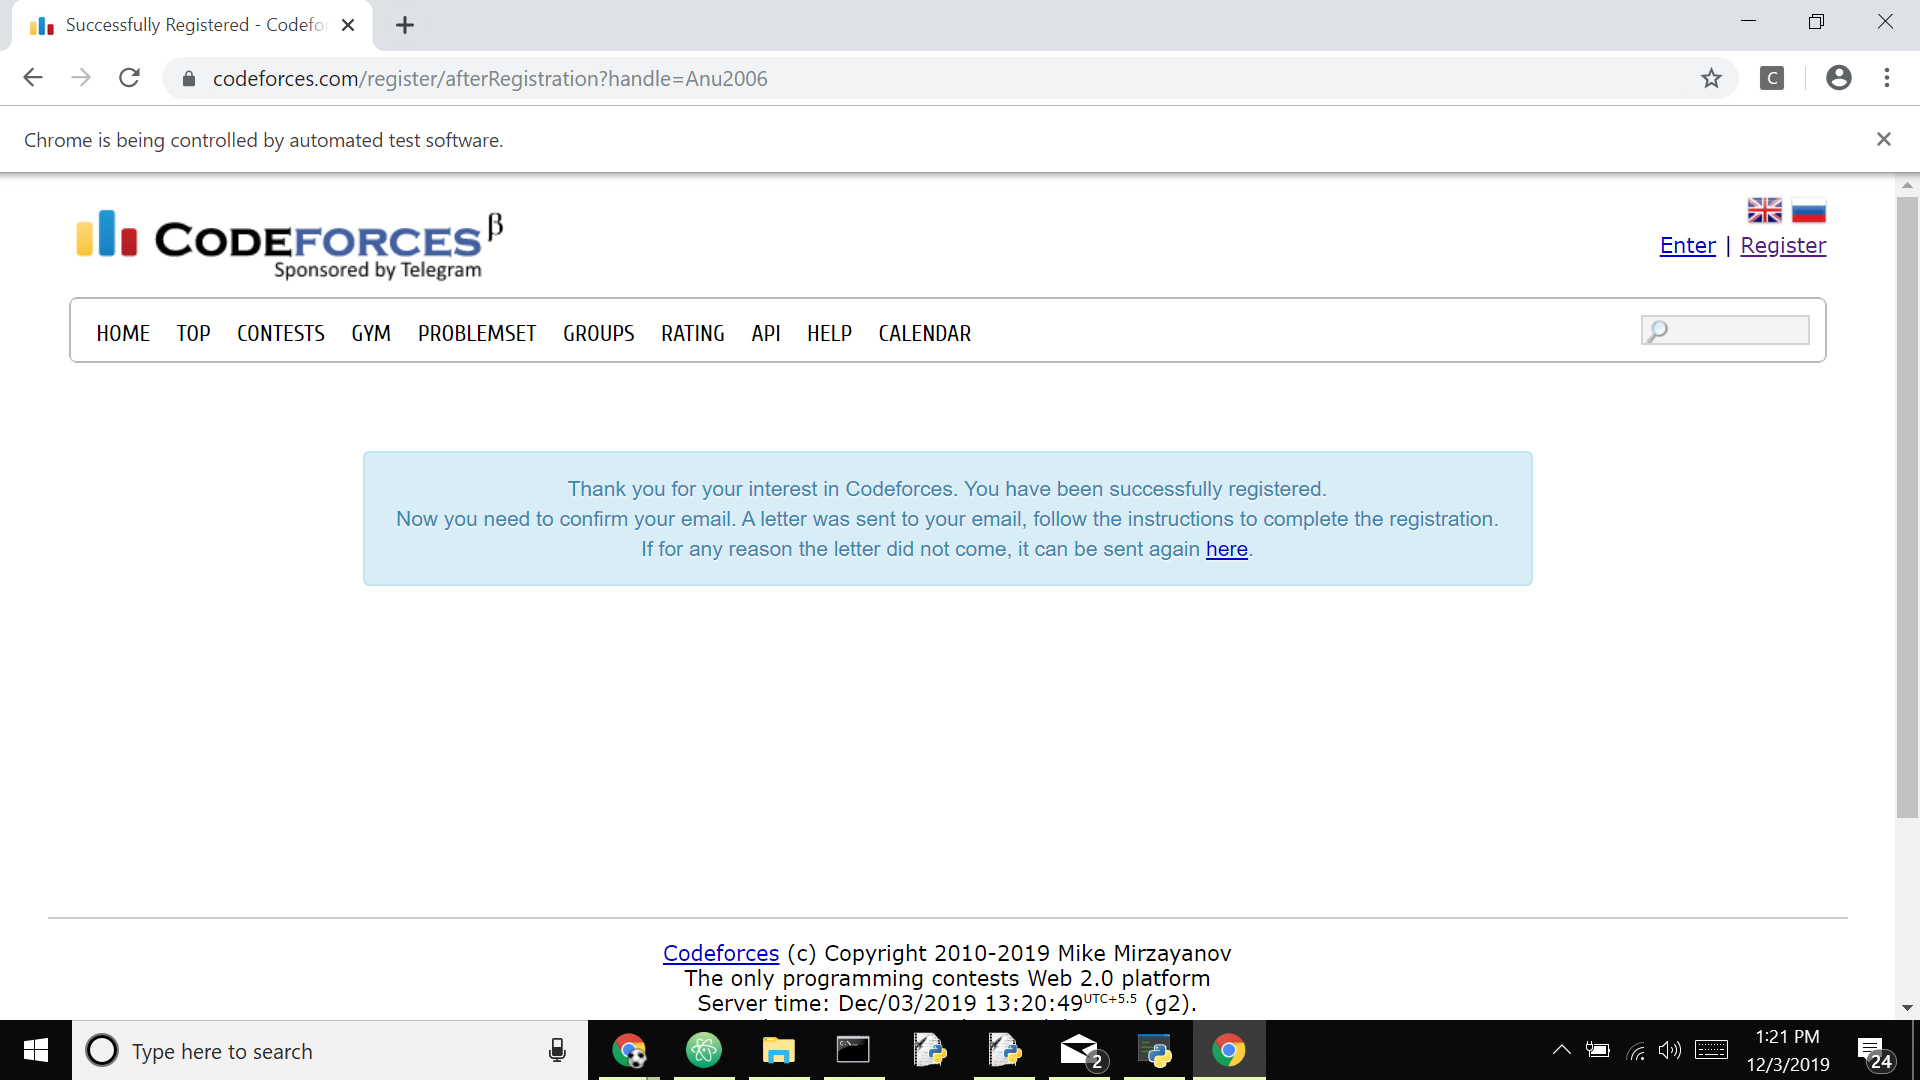 Successfully Registered - Codefo
codeforces.com/register/afterRegistration?handle=Anu2006
C
Chrome is being controlled by automated test software.
CODEFORCES β
Sponsored by Telegram
Enter | Register
HOME TOP CONTESTS GYM PROBLEMSET GROUPS RATING API HELP CALENDAR
Thank you for your interest in Codeforces. You have been successfully registered.
Now you need to confirm your email. A letter was sent to your email, follow the instructions to complete the registration.
If for any reason the letter did not come, it can be sent again here.
Codeforces (c) Copyright 2010-2019 Mike Mirzayanov
The only programming contests Web 2.0 platform
Server time: Dec/03/2019 13:20:49UTC+5.5 (g2).
Type here to search
2
1:21 PM
12/3/2019
24